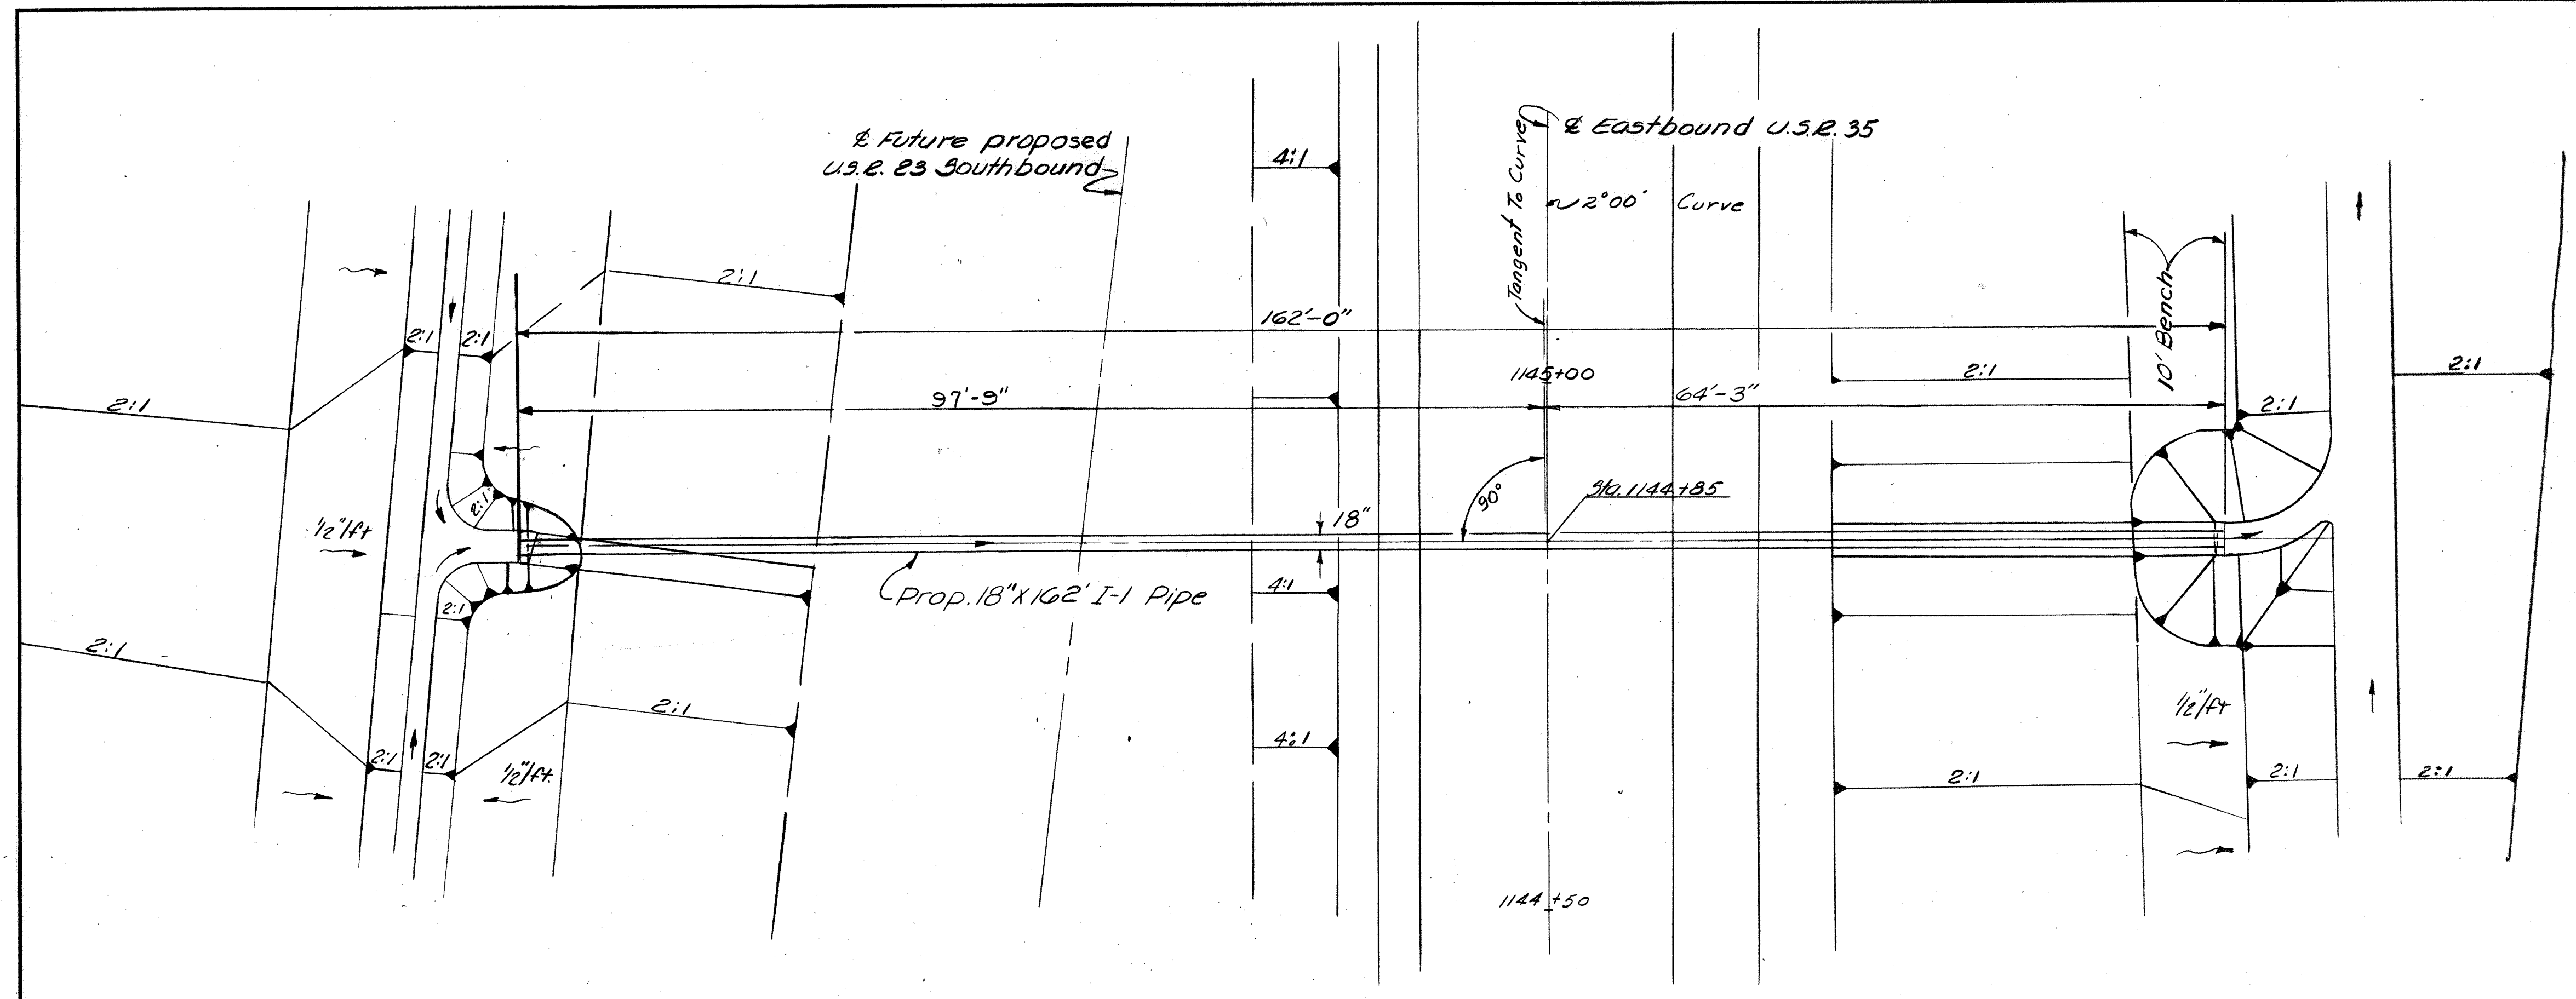 ℄ Future proposed
U.S.R. 23 Southbound
℄ Eastbound U.S.R. 35
Tangent To Curve
2°00' Curve
4:1
2:1
162'-0"
10' Bench
2:1
2:1
2:1
2:1
1145+00
2:1
97'-9"
64'-3"
2:1
2:1
2:1
90°
Sta. 1144+85
18"
1/2"/ft
Prop. 18"X162' I-1 Pipe
4:1
2:1
2:1
2:1
1/2"/ft
4:1
2:1
2:1
1/2"/ft.
2:1
2:1
2:1
1144+50